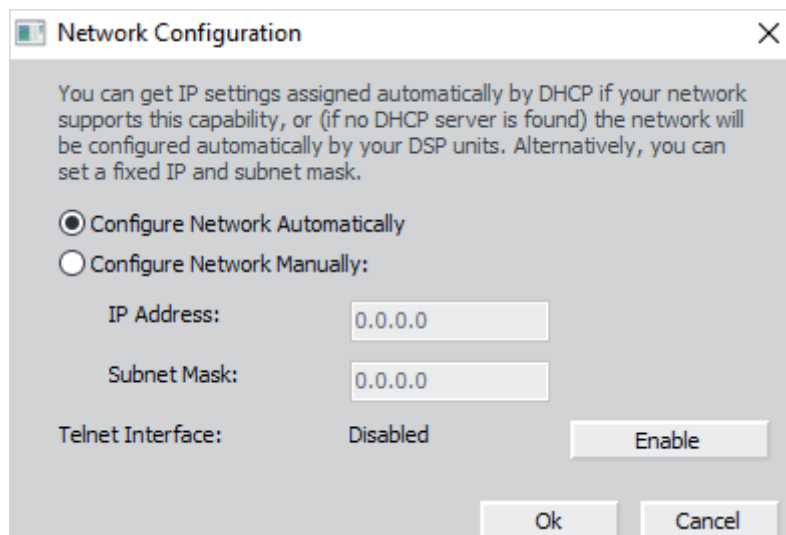 Network Configuration
You can get IP settings assigned automatically by DHCP if your network
supports this capability, or (if no DHCP server is found) the network will
be configured automatically by your DSP units. Alternatively, you can
set a fixed IP and subnet mask.
Configure Network Automatically
Configure Network Manually:
IP Address: 0.0.0.0
Subnet Mask: 0.0.0.0
Telnet Interface: Disabled Enable
Ok Cancel